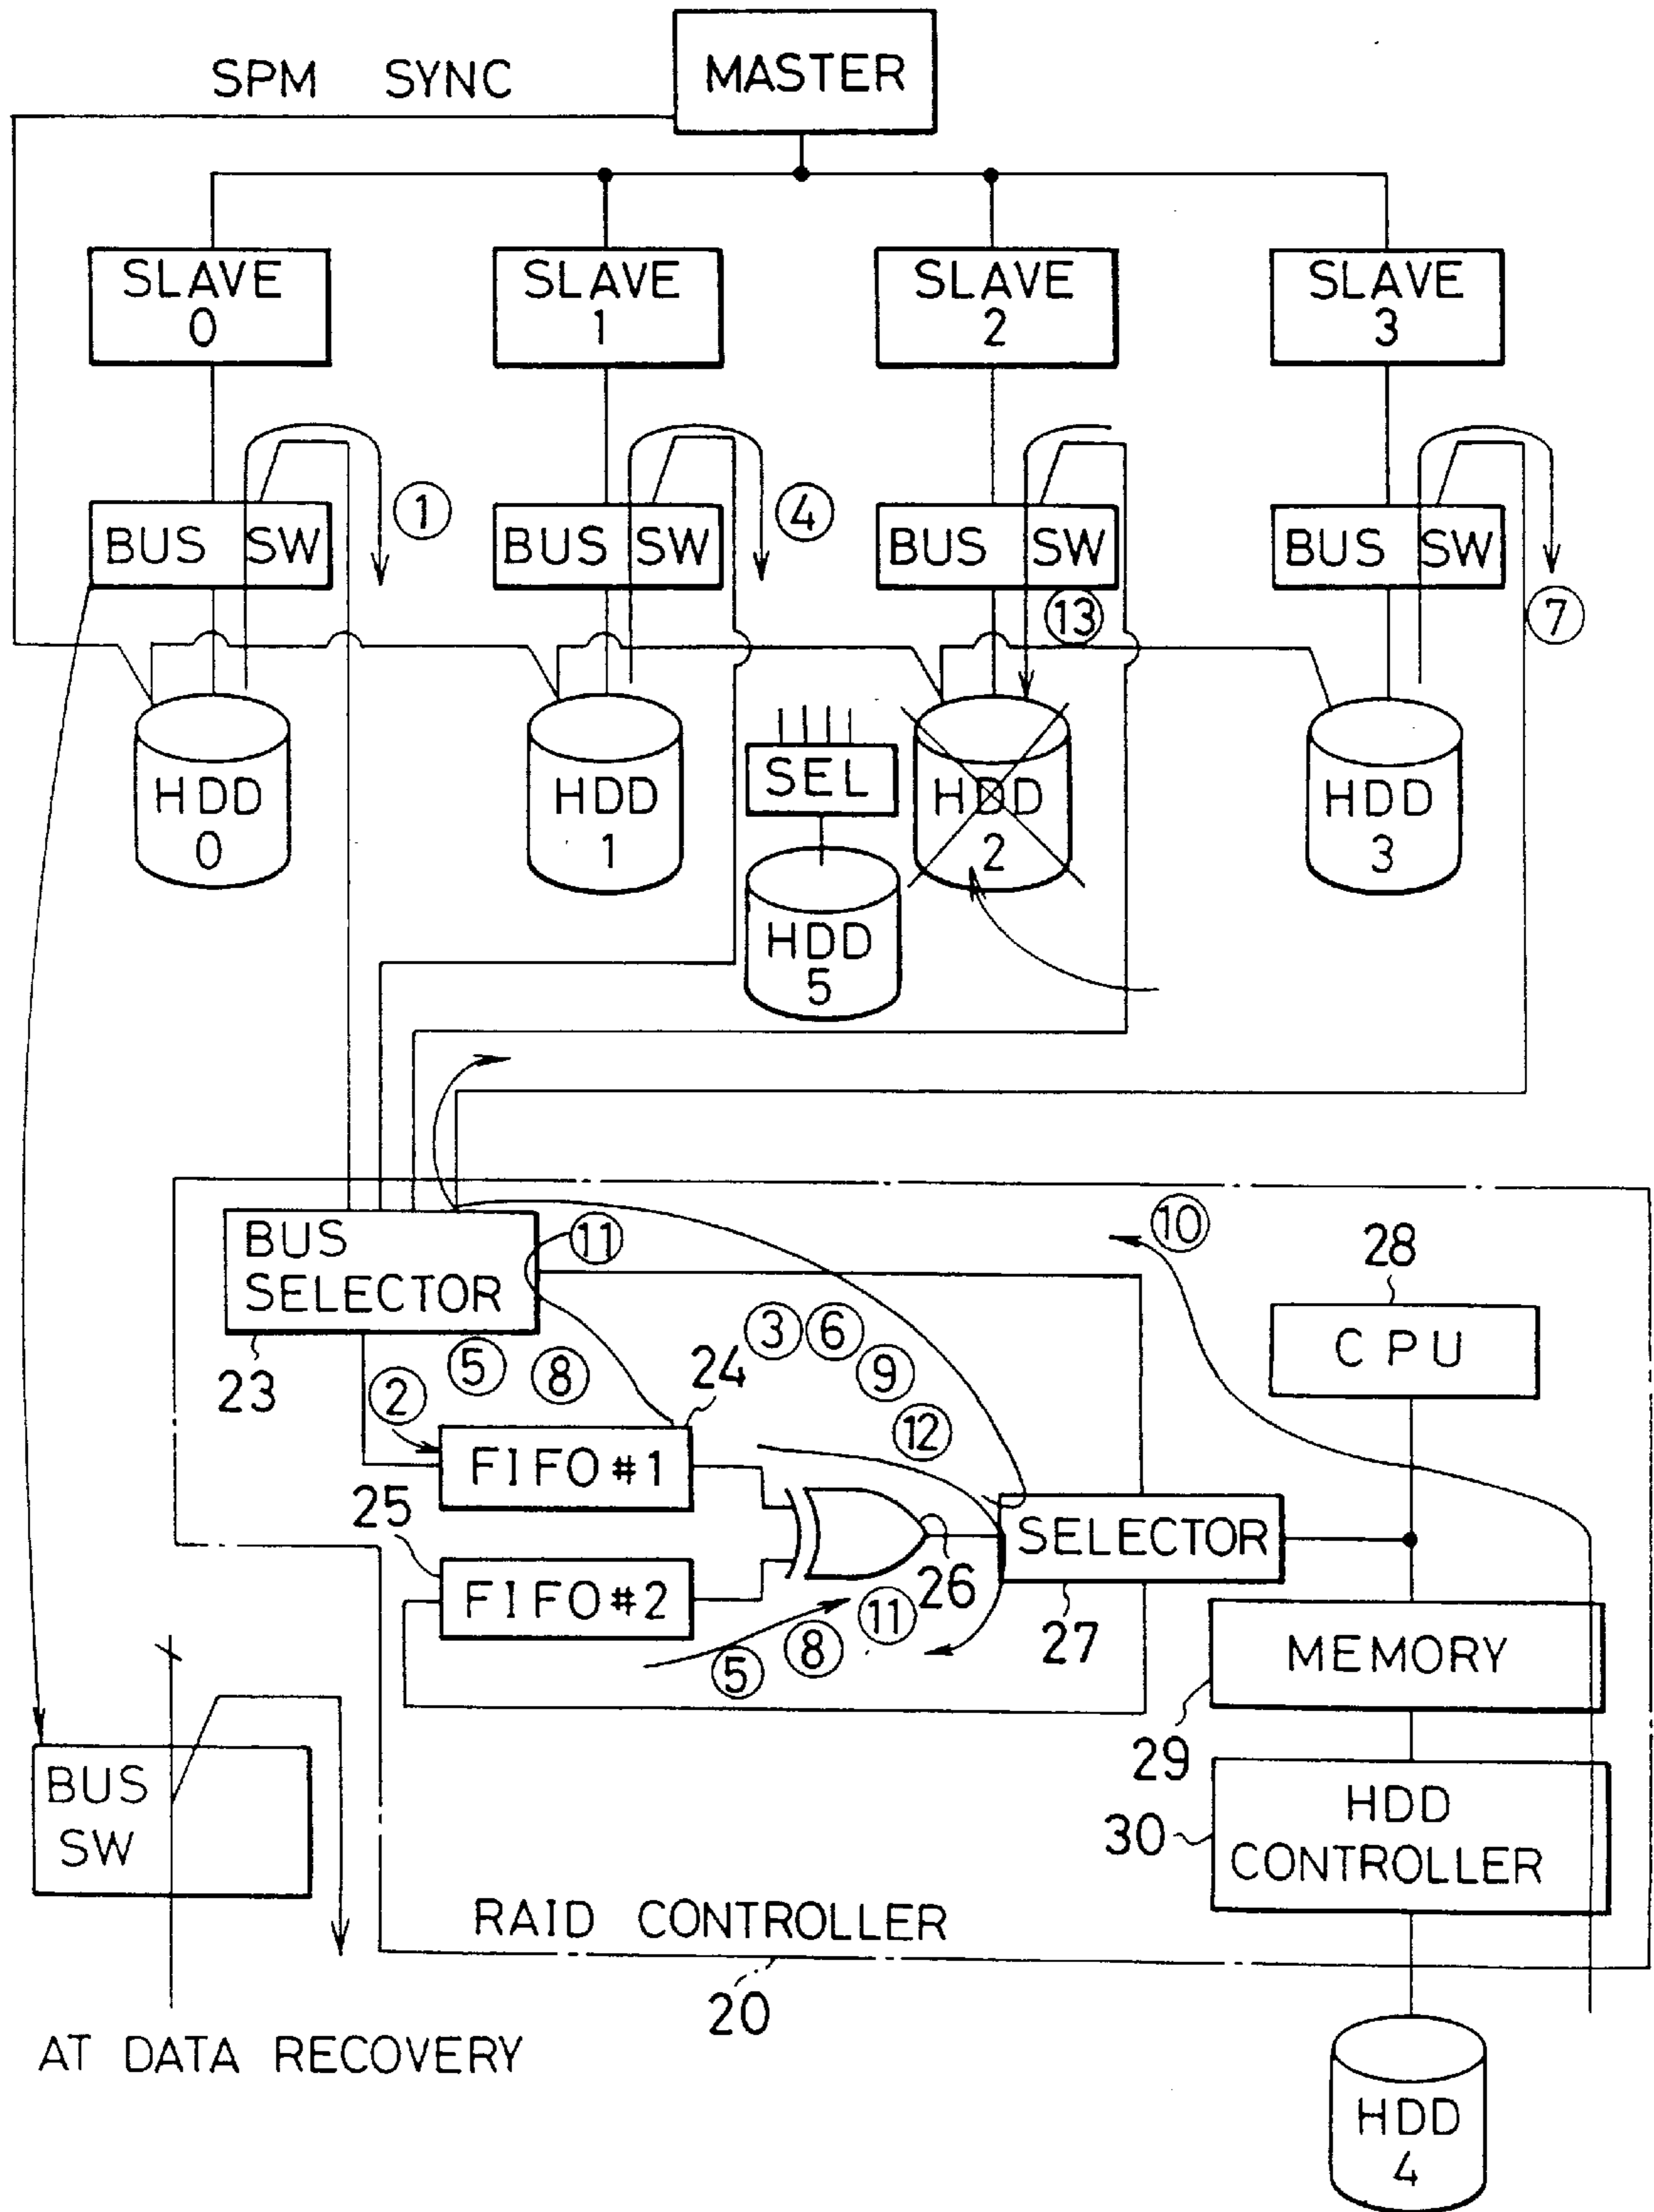 SPM SYNC
MASTER
SLAVE
0
SLAVE
1
SLAVE
2
SLAVE
3
BUS SW
①
BUS SW
④
BUS SW
⑬
BUS SW
⑦
HDD
0
HDD
1
SEL
HDD
5
HDD
2
HDD
3
BUS
SELECTOR
23
⑪
⑩
28
CPU
⑤
⑧
②
24
③
⑥
⑨
⑫
FIFO #1
25
FIFO #2
26
SELECTOR
27
⑤
⑧
⑪
MEMORY
29
HDD
CONTROLLER
30
BUS
SW
RAID CONTROLLER
20
AT DATA RECOVERY
HDD
4